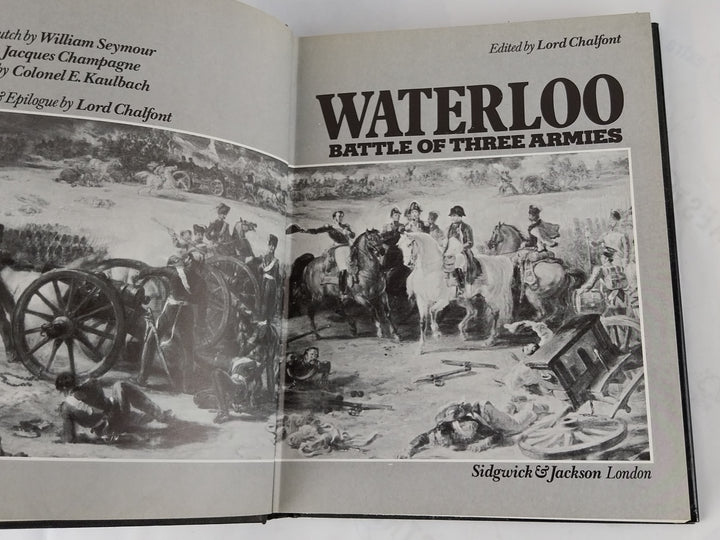 utch by William Seymour
Jacques Champagne
by Colonel E. Kaulbach
& Epilogue by Lord Chalfont
Edited by Lord Chalfont
WATERLOO
BATTLE OF THREE ARMIES
Sidgwick & Jackson London